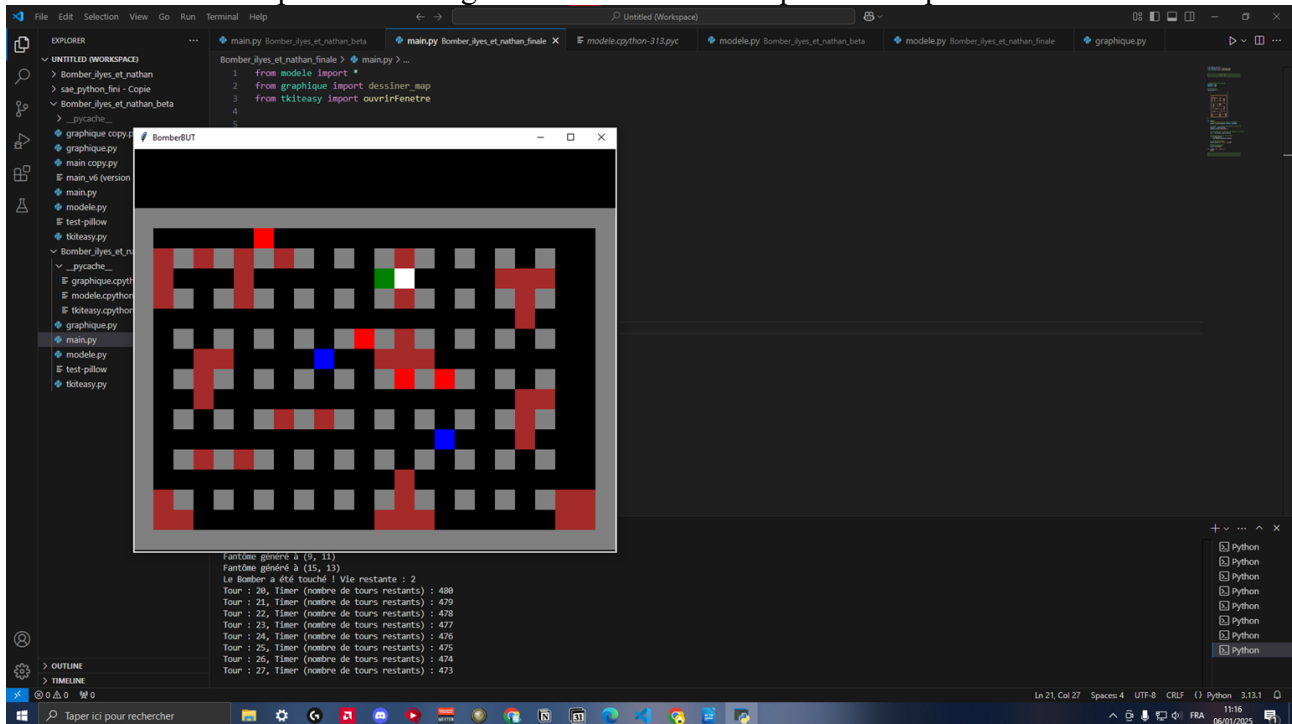 File Edit Selection View Go Run Terminal Help
Untitled (Workspace)
EXPLORER
main.py Bomber_ilyes_et_nathan_beta
main.py Bomber_ilyes_et_nathan_finale
modele.cpython-313.pyc
modele.py Bomber_ilyes_et_nathan_beta
modele.py Bomber_ilyes_et_nathan_finale
graphique.py
UNTITLED (WORKSPACE)
Bomber_ilyes_et_nathan
sae_python_fini - Copie
Bomber_ilyes_et_nathan_beta
__pycache__
graphique copy.p
graphique.py
main copy.py
main_v6 (version
main.py
modele.py
test-pillow
tkiteasy.py
Bomber_ilyes_et_n
__pycache__
graphique.cpyth
modele.cpython
tkiteasy.cpython
graphique.py
main.py
modele.py
test-pillow
tkiteasy.py
OUTLINE
TIMELINE
Bomber_ilyes_et_nathan_finale > main.py > ...
1 from modele import *
2 from graphique import dessiner_map
3 from tkiteasy import ouvrirFenetre
4
5
BomberBUT
Fantôme généré à (9, 11)
Fantôme généré à (15, 13)
Le Bomber a été touché ! Vie restante : 2
Tour : 20, Timer (nombre de tours restants) : 480
Tour : 21, Timer (nombre de tours restants) : 479
Tour : 22, Timer (nombre de tours restants) : 478
Tour : 23, Timer (nombre de tours restants) : 477
Tour : 24, Timer (nombre de tours restants) : 476
Tour : 25, Timer (nombre de tours restants) : 475
Tour : 26, Timer (nombre de tours restants) : 474
Tour : 27, Timer (nombre de tours restants) : 473
Python
Python
Python
Python
Python
Python
Python
Python
0 0 0
Ln 21, Col 27 Spaces: 4 UTF-8 CRLF {} Python 3.13.1
Taper ici pour rechercher
FRA
11:16
06/01/2025